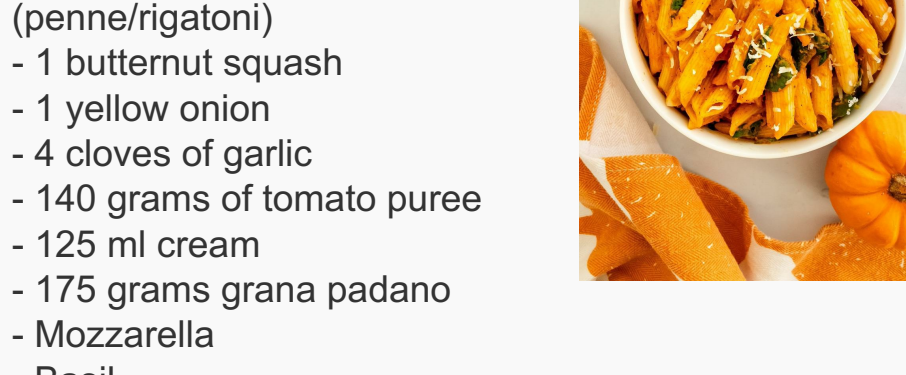 (penne/rigatoni)
- 1 butternut squash
- 1 yellow onion
- 4 cloves of garlic
- 140 grams of tomato puree
- 125 ml cream
- 175 grams grana padano
- Mozzarella
- Basil